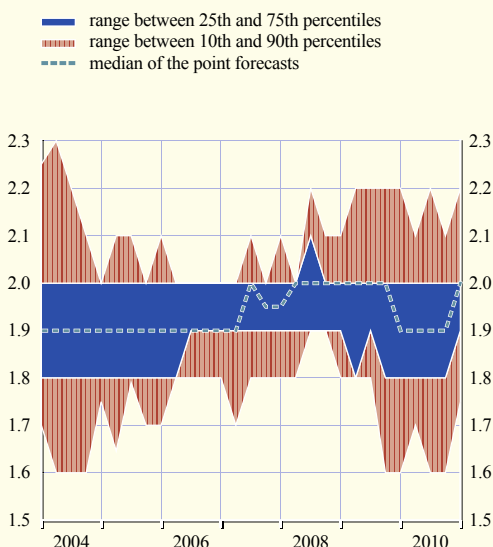 range between 25th and 75th percentiles
range between 10th and 90th percentiles
median of the point forecasts
2.3 2.3
2.2 2.2
2.1 2.1
2.0 2.0
1.9 1.9
1.8 1.8
1.7 1.7
1.6 1.6
1.5 1.5
2004 2006 2008 2010